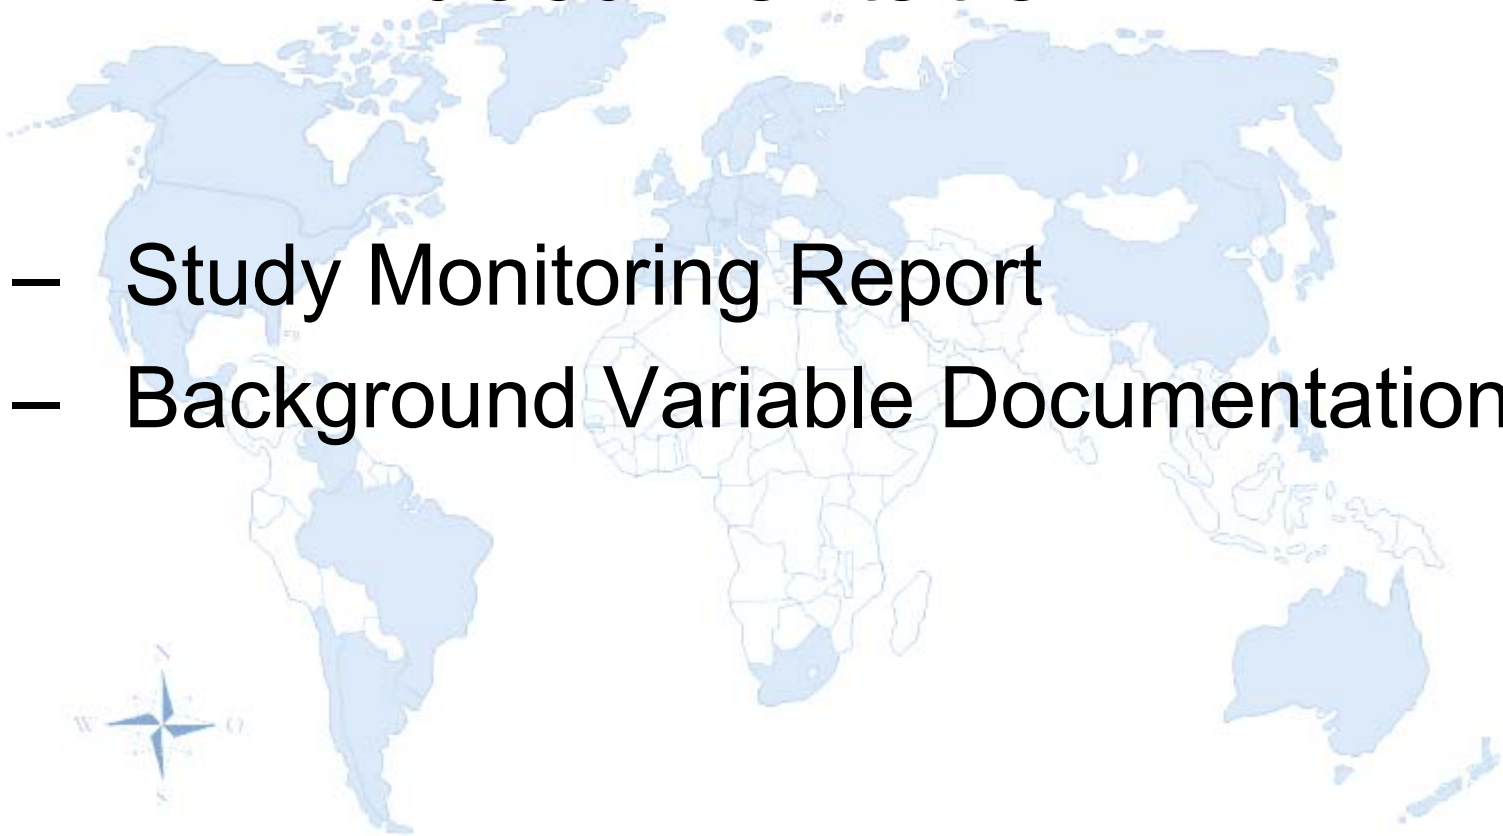 – Study Monitoring Report
– Background Variable Documentation
N
W O
S